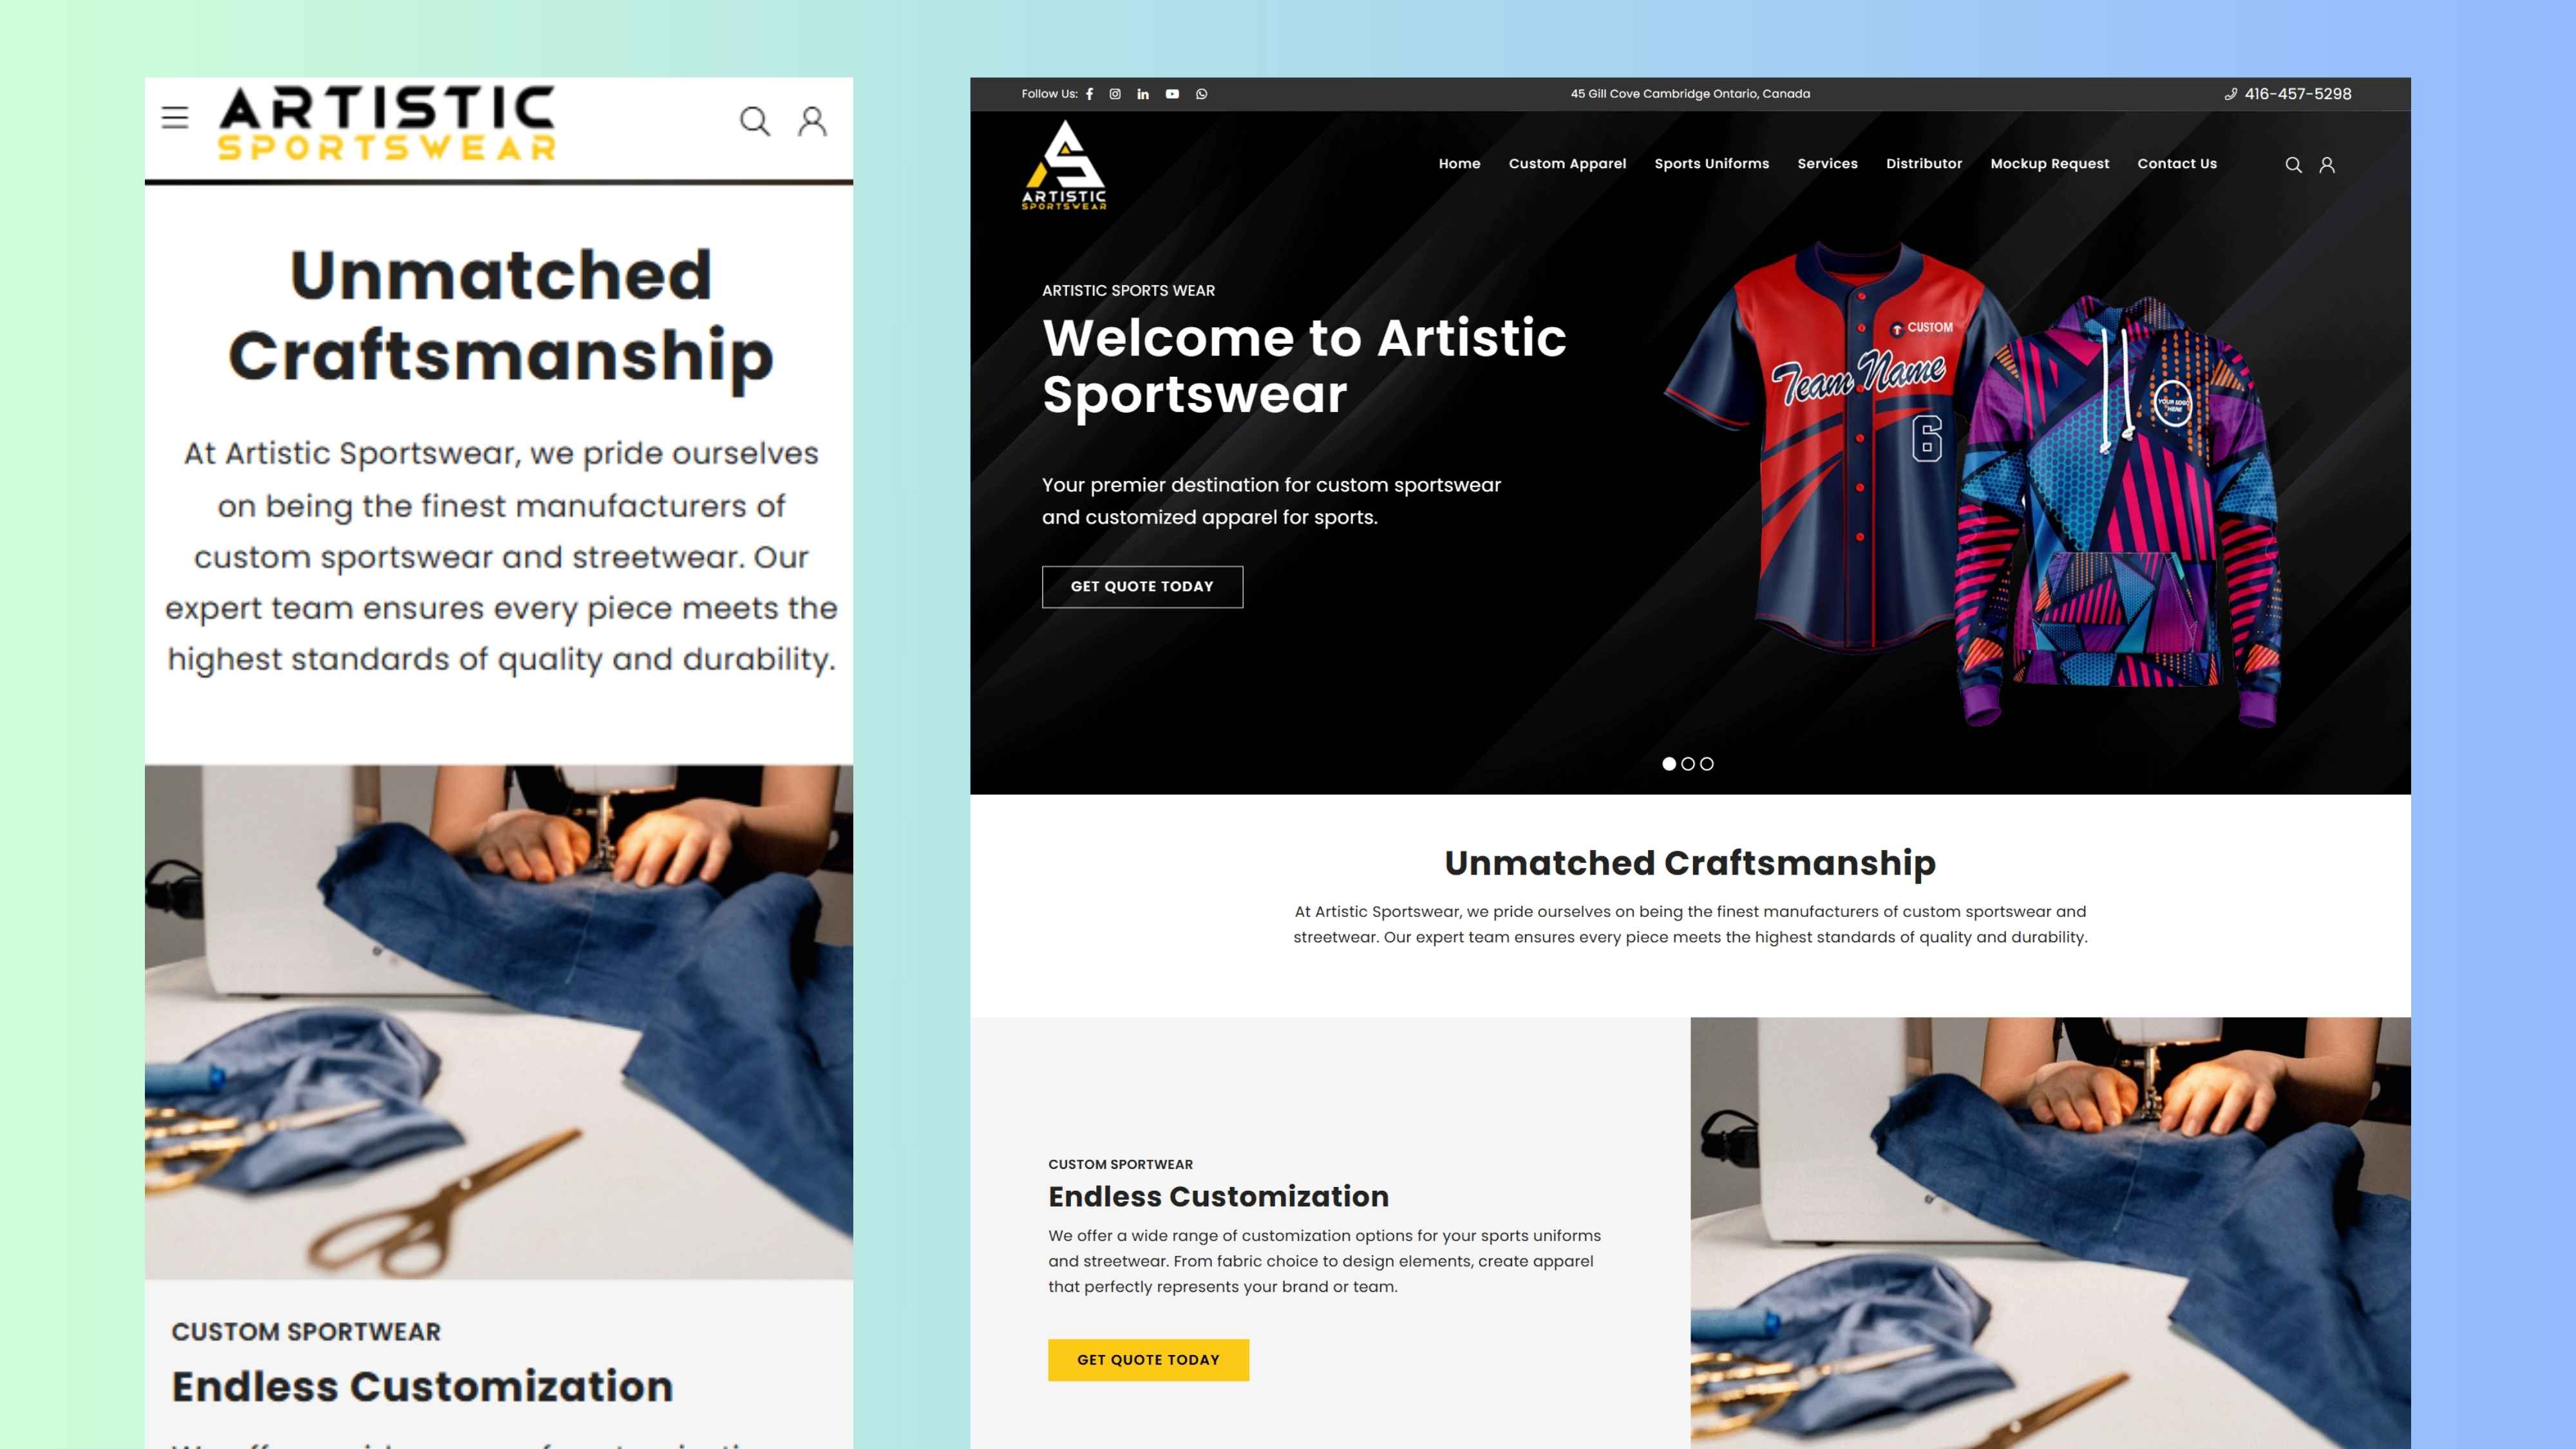 ARTISTIC
SPORTSWEAR
Unmatched
Craftsmanship
At Artistic Sportswear, we pride ourselves
on being the finest manufacturers of
custom sportswear and streetwear. Our
expert team ensures every piece meets the
highest standards of quality and durability.
CUSTOM SPORTWEAR
Endless Customization
Follow Us:
45 Gill Cove Cambridge Ontario, Canada
416-457-5298
ARTISTIC
SPORTSWEAR
Home Custom Apparel Sports Uniforms Services Distributor Mockup Request Contact Us
ARTISTIC SPORTS WEAR
Welcome to Artistic
Sportswear
Your premier destination for custom sportswear
and customized apparel for sports.
GET QUOTE TODAY
CUSTOM
Team Name
6
YOUR LOGO
HERE
Unmatched Craftsmanship
At Artistic Sportswear, we pride ourselves on being the finest manufacturers of custom sportswear and
streetwear. Our expert team ensures every piece meets the highest standards of quality and durability.
CUSTOM SPORTWEAR
Endless Customization
We offer a wide range of customization options for your sports uniforms
and streetwear. From fabric choice to design elements, create apparel
that perfectly represents your brand or team.
GET QUOTE TODAY